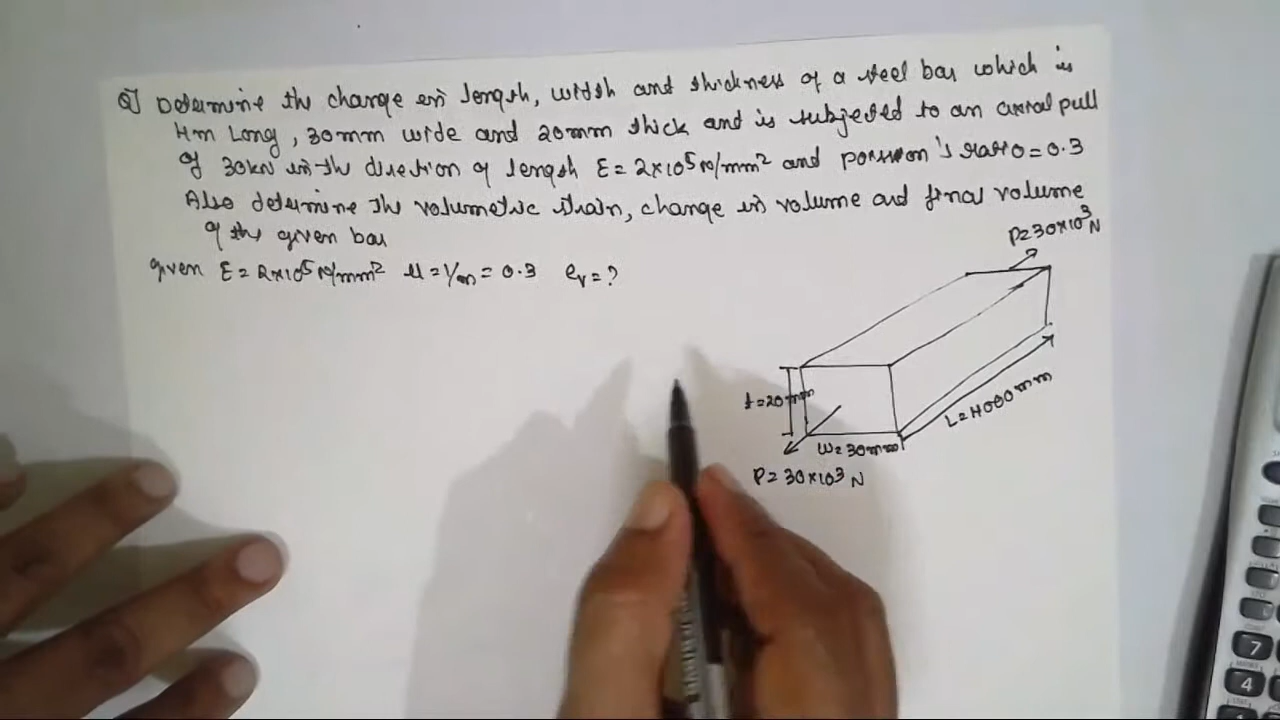 Q] Determine the change in length, width and thickness of a steel bar which is
4m Long, 30mm wide and 20mm thick and is subjected to an axial pull
of 30kN in the direction of length E = 2×10⁵ N/mm² and poisson's ratio = 0.3
Also determine the volumetric strain, change in volume and final volume
of the given bar
given E = 2×10⁵ N/mm² μ = 1/m = 0.3 eᵥ = ?
P = 30×10³ N
t = 20mm
L = 4000mm
W = 30mm
P = 30×10³ N
7
4